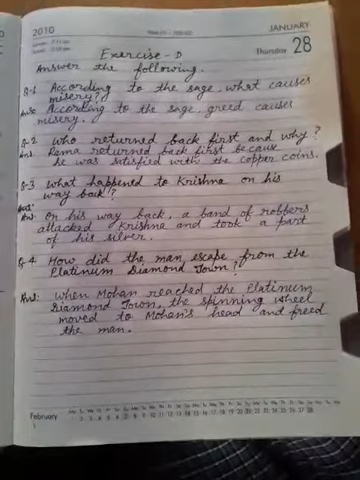 2010
JANUARY
Thursday 28
Exercise - D
Answer the following.
Q-1 According to the sage, what causes
misery?
Ans: According to the sage, greed causes
misery.
Q-2 who returned back first and why?
Ans: Rema returned back first becaus
he was satisfied with the copper coins.
Q-3 what happened to Krishna on his
way back?
Ans: on his way back, a band of robbers
attacked Krishna and took a part
of his silver.
Q-4 How did the man escape from the
Platinum Diamond Town?
Ans: when Mohan reached the Platinum
Diamond Town, the spinning wheel
moved to Mohan's head and freed
the man.
February